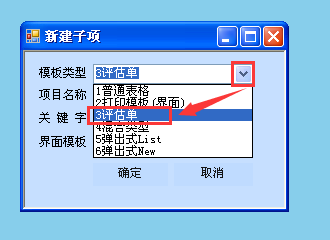 新建子项
模板类型 3评估单
项目名称 1普通表格
2打印模板(界面)
关 键 字 3评估单
4混合类型
界面模板 5弹出式List
6弹出式New
确定 取消